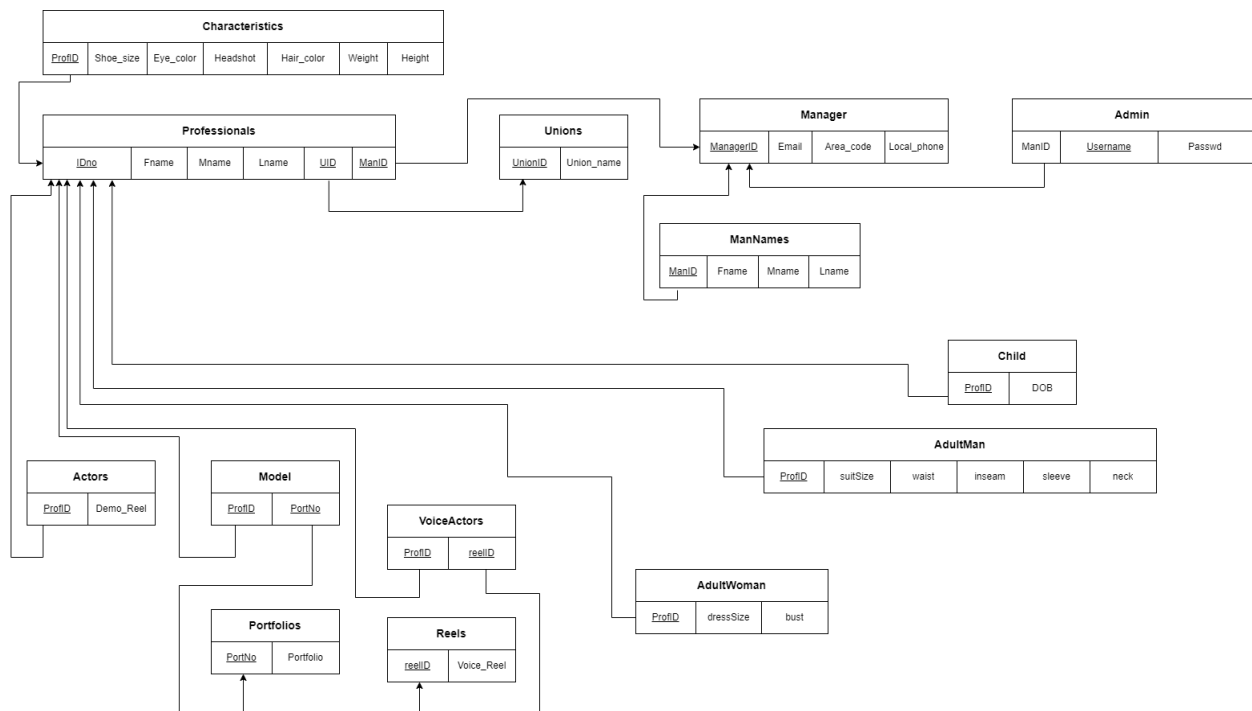 Characteristics
ProfID Shoe_size Eye_color Headshot Hair_color Weight Height
Professionals
IDno Fname Mname Lname UID ManID
Unions
UnionID Union_name
Manager
ManagerID Email Area_code Local_phone
Admin
ManID Username Passwd
ManNames
ManID Fname Mname Lname
Child
ProfID DOB
AdultMan
ProfID suitSize waist inseam sleeve neck
Actors
ProfID Demo_Reel
Model
ProfID PortNo
VoiceActors
ProfID reelID
AdultWoman
ProfID dressSize bust
Portfolios
PortNo Portfolio
Reels
reelID Voice_Reel